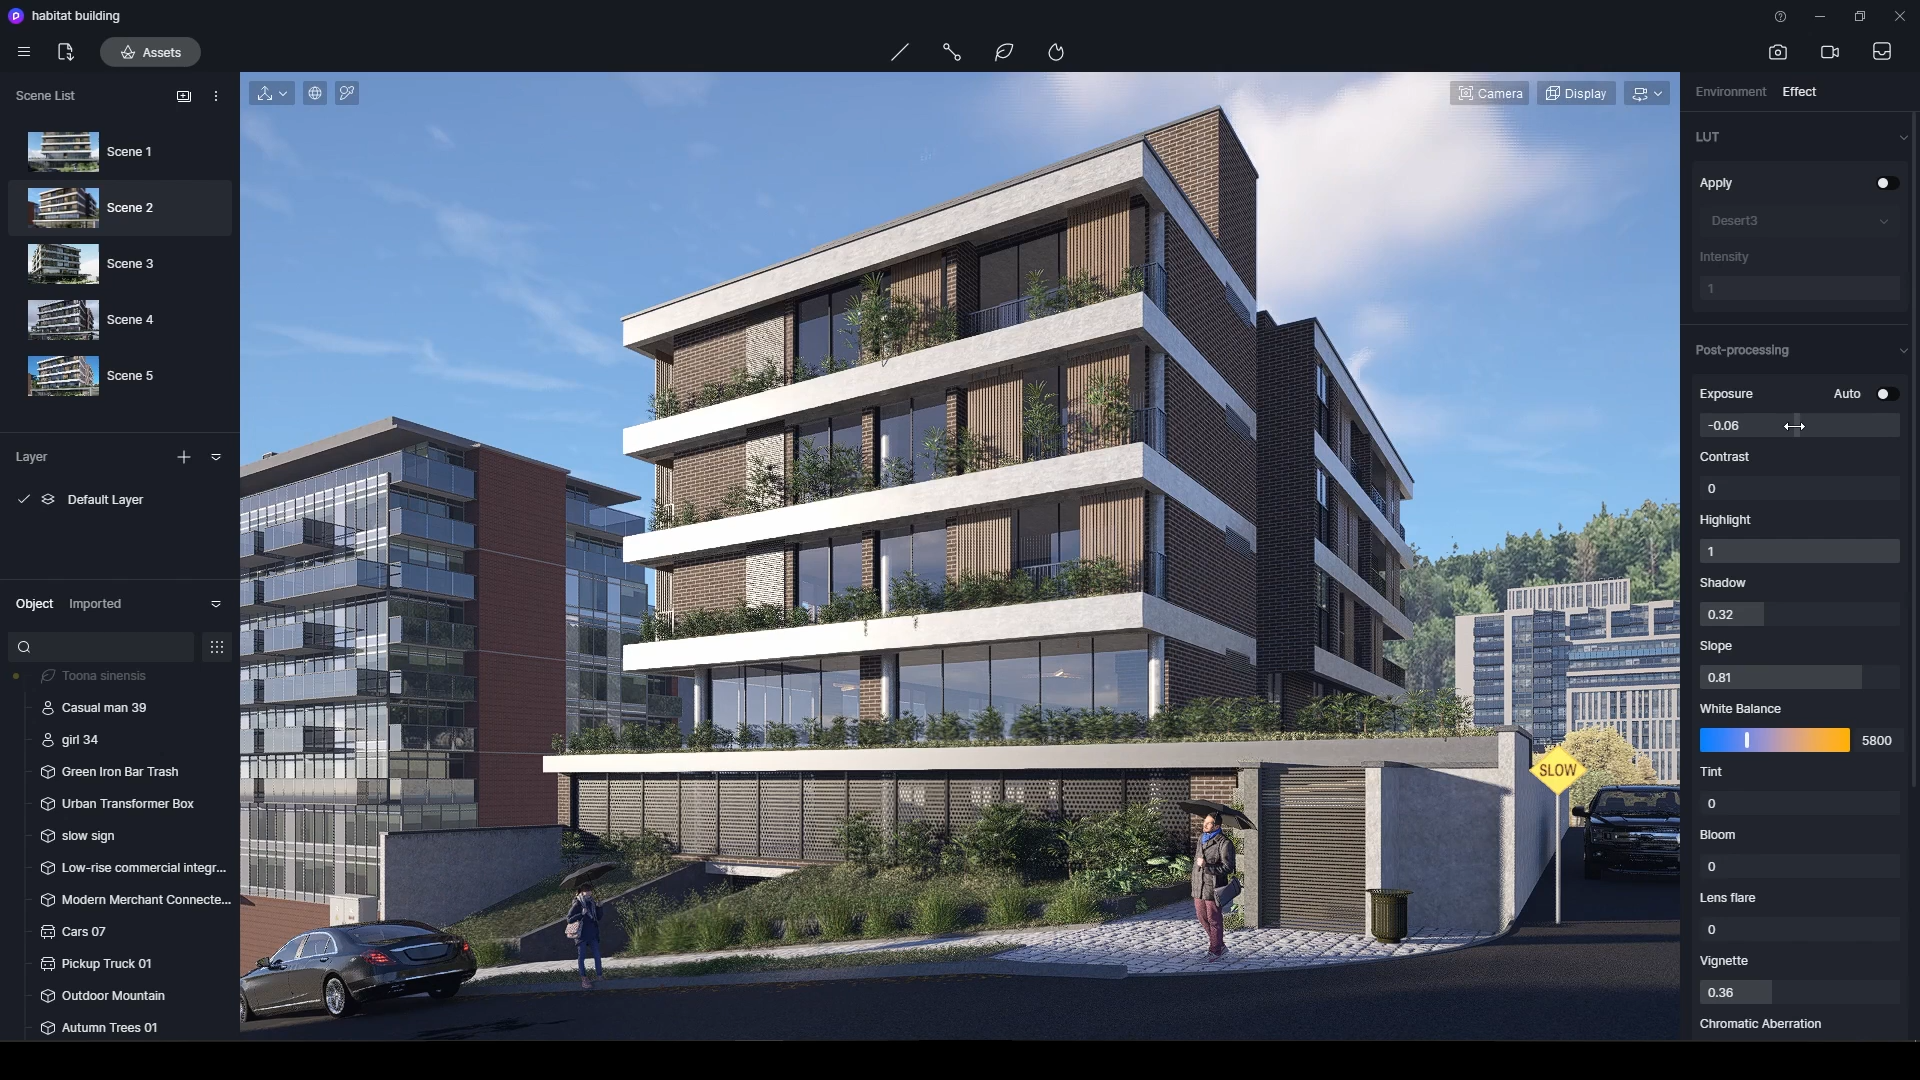 habitat building
Assets
Scene List
Scene 1
Scene 2
Scene 3
Scene 4
Scene 5
Layer
Default Layer
Object Imported
Toona sinensis
Casual man 39
girl 34
Green Iron Bar Trash
Urban Transformer Box
slow sign
Low-rise commercial integr...
Modern Merchant Connecte...
Cars 07
Pickup Truck 01
Outdoor Mountain
Autumn Trees 01
Camera
Display
SLOW
Environment Effect
LUT
Apply
Desert3
Intensity
1
Post-processing
Exposure Auto
-0.06
Contrast
0
Highlight
1
Shadow
0.32
Slope
0.81
White Balance
5800
Tint
0
Bloom
0
Lens flare
0
Vignette
0.36
Chromatic Aberration